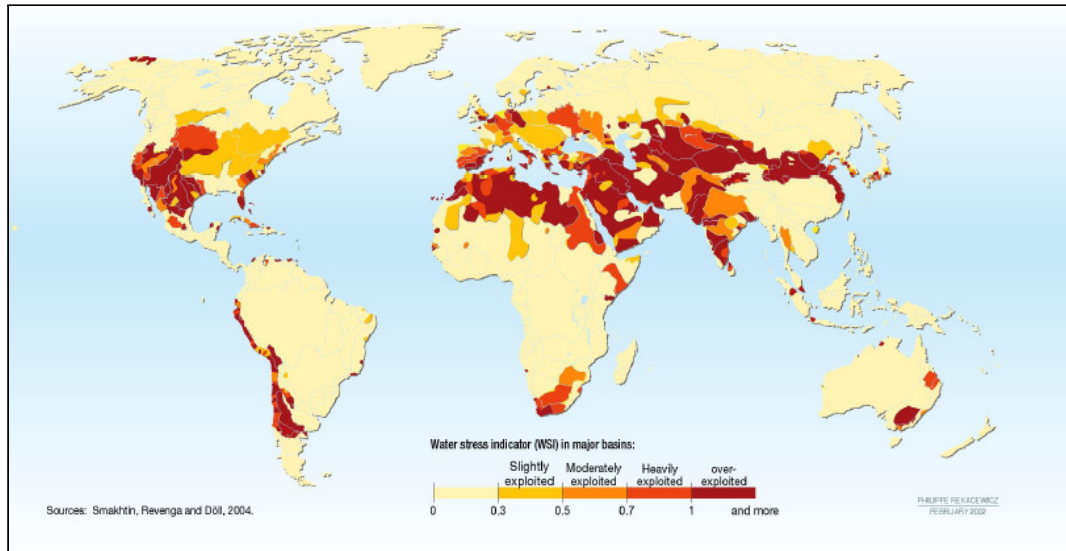 Water stress indicator (WSI) in major basins:
Slightly exploited
Moderately exploited
Heavily exploited
over-exploited
0 0.3 0.5 0.7 1 and more
Sources: Smakhtin, Revenga and Döll, 2004.
PHILIPPE REKACEWICZ
FEBRUARY 2002